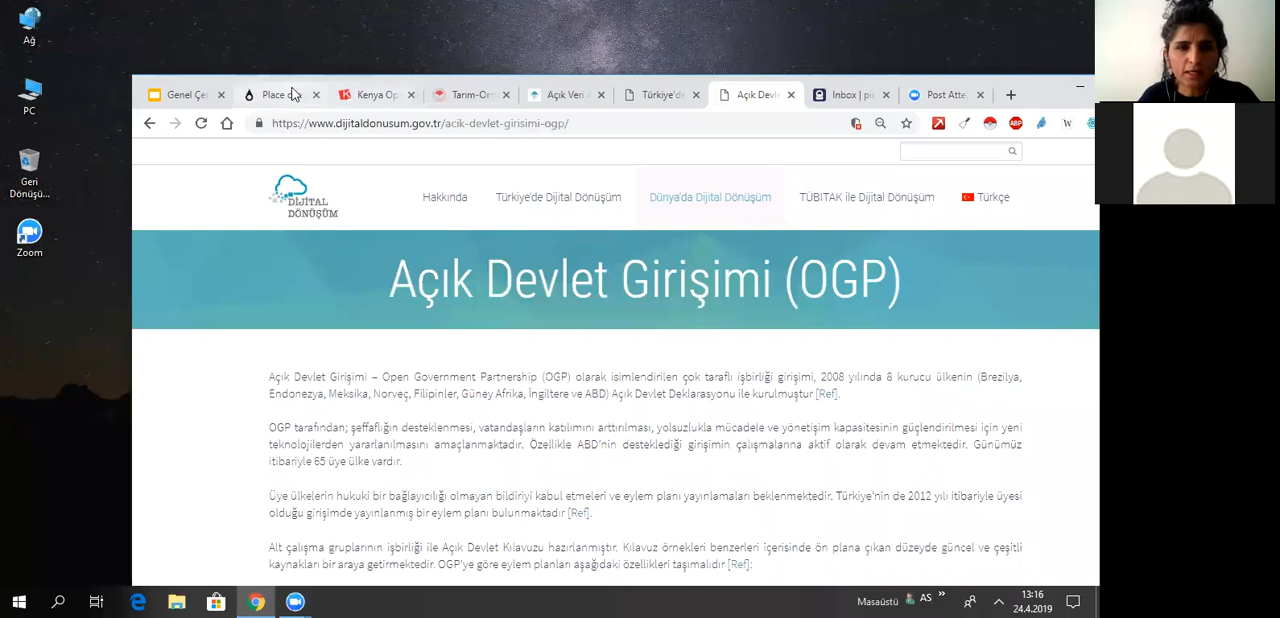 Ağ
PC
Geri
Dönüşü...
Zoom
Genel Çe
Place d
Kenya Op
Tarım-Orm
Açık Veri A
Türkiye'de
Açık Devle
Inbox | pi
Post Atte
https://www.dijitaldonusum.gov.tr/acik-devlet-girisimi-ogp/
ABP
W
DİJİTAL
DÖNÜŞÜM
Hakkında
Türkiye'de Dijital Dönüşüm
Dünya'da Dijital Dönüşüm
TÜBİTAK ile Dijital Dönüşüm
Türkçe
Açık Devlet Girişimi (OGP)
Açık Devlet Girişimi – Open Government Partnership (OGP) olarak isimlendirilen çok taraflı işbirliği girişimi, 2008 yılında 8 kurucu ülkenin (Brezilya,
Endonezya, Meksika, Norveç, Filipinler, Güney Afrika, İngiltere ve ABD) Açık Devlet Deklarasyonu ile kurulmuştur [Ref].
OGP tarafından; şeffaflığın desteklenmesi, vatandaşların katılımını arttırılması, yolsuzlukla mücadele ve yönetişim kapasitesinin güçlendirilmesi için yeni
teknolojilerden yararlanılmasını amaçlanmaktadır. Özellikle ABD'nin desteklediği girişimin çalışmalarına aktif olarak devam etmektedir. Günümüz
itibariyle 65 üye ülke vardır.
Üye ülkelerin hukuki bir bağlayıcılığı olmayan bildiriyi kabul etmeleri ve eylem planı yayınlamaları beklenmektedir. Türkiye'nin de 2012 yılı itibariyle üyesi
olduğu girişimde yayınlanmış bir eylem planı bulunmaktadır [Ref].
Alt çalışma gruplarının işbirliği ile Açık Devlet Kılavuzu hazırlanmıştır. Kılavuz örnekleri benzerleri içerisinde ön plana çıkan düzeyde güncel ve çeşitli
kaynakları bir araya getirmektedir. OGP'ye göre eylem planları aşağıdaki özellikleri taşımalıdır [Ref]:
Masaüstü
AS
13:16
24.4.2019